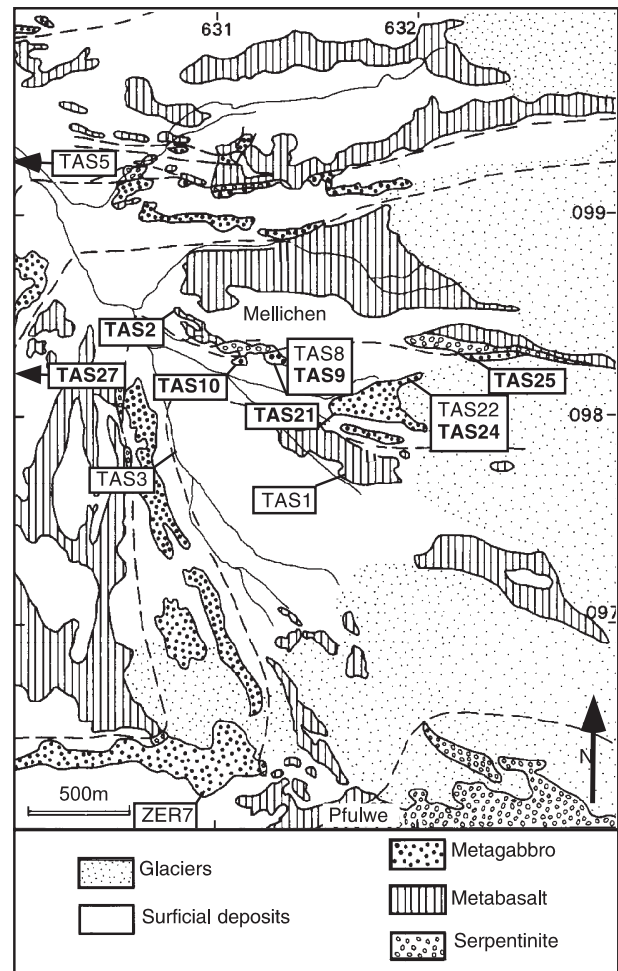 631
632
TAS5
099
Mellichen
TAS2
TAS8
TAS9
TAS27
TAS10
TAS25
TAS21
TAS22
TAS24
098
TAS3
TAS1
097
N
500m
ZER7
Pfulwe
Glaciers
Surficial deposits
Metagabbro
Metabasalt
Serpentinite